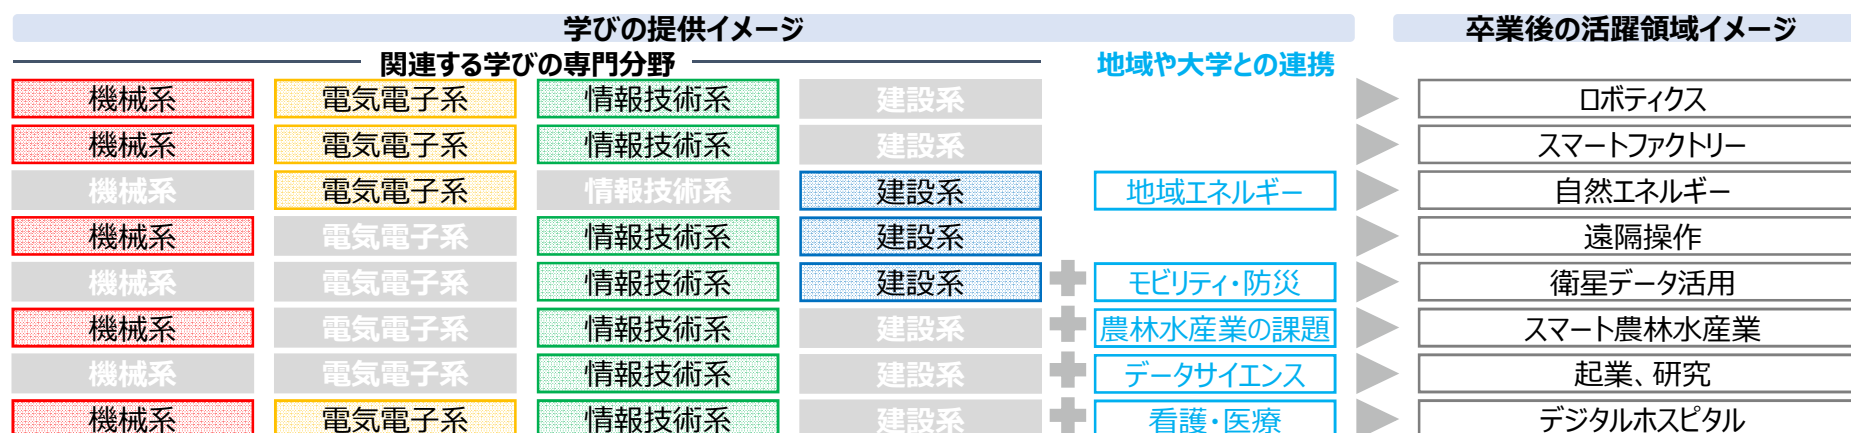 学びの提供イメージ 卒業後の活躍領域イメージ
関連する学びの専門分野 地域や大学との連携
機械系 電気電子系 情報技術系 建設系 ロボティクス
機械系 電気電子系 情報技術系 建設系 スマートファクトリー
機械系 電気電子系 情報技術系 建設系 地域エネルギー 自然エネルギー
機械系 電気電子系 情報技術系 建設系 遠隔操作
機械系 電気電子系 情報技術系 建設系 モビリティ・防災 衛星データ活用
機械系 電気電子系 情報技術系 建設系 農林水産業の課題 スマート農林水産業
機械系 電気電子系 情報技術系 建設系 データサイエンス 起業、研究
機械系 電気電子系 情報技術系 建設系 看護・医療 デジタルホスピタル